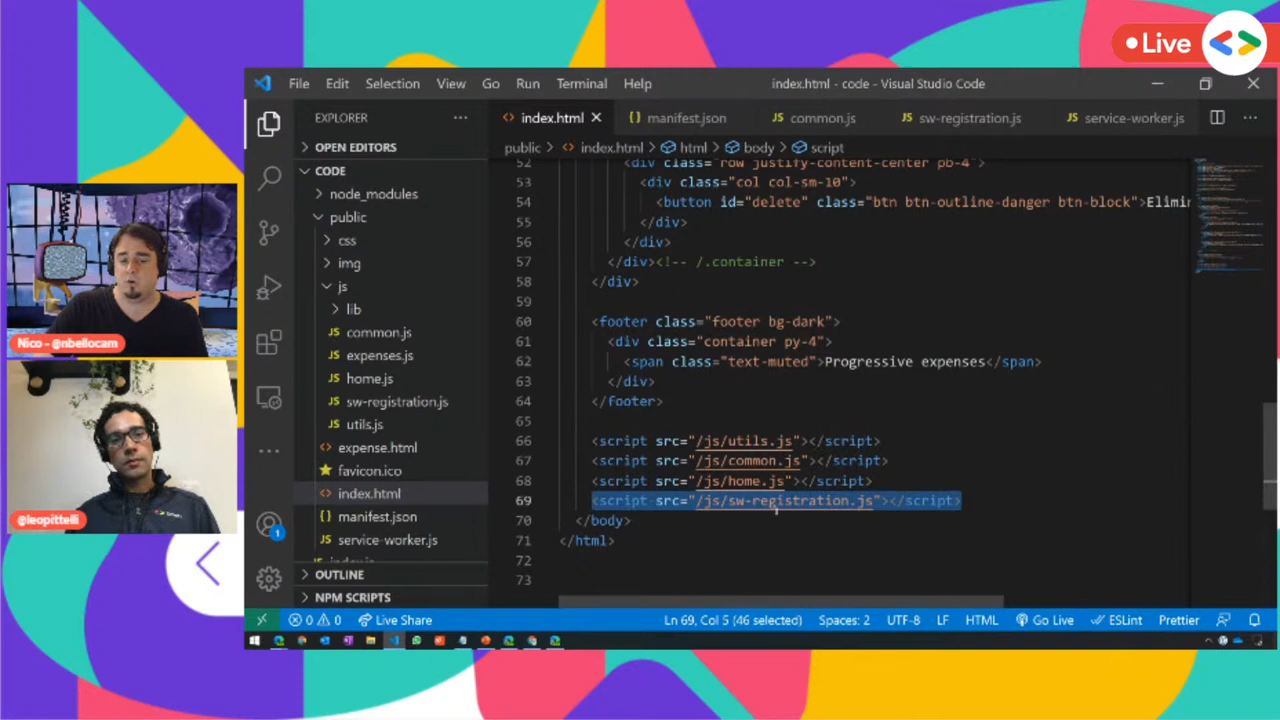 Live
File Edit Selection View Go Run Terminal Help
index.html - code - Visual Studio Code
EXPLORER
OPEN EDITORS
CODE
node_modules
public
css
img
js
lib
JS common.js
JS expenses.js
JS home.js
JS sw-registration.js
JS utils.js
<> expense.html
favicon.ico
<> index.html
{} manifest.json
JS service-worker.js
OUTLINE
NPM SCRIPTS
<> index.html {} manifest.json JS common.js JS sw-registration.js JS service-worker.js
public > <> index.html > html > body > script
52 <div class="row justify-content-center pb-4">
53 <div class="col col-sm-10">
54 <button id="delete" class="btn btn-outline-danger btn-block">Elimin
55 </div>
56 </div>
57 </div><!-- /.container -->
58 </div>
59
60 <footer class="footer bg-dark">
61 <div class="container py-4">
62 <span class="text-muted">Progressive expenses</span>
63 </div>
64 </footer>
65
66 <script src="/js/utils.js"></script>
67 <script src="/js/common.js"></script>
68 <script src="/js/home.js"></script>
69 <script src="/js/sw-registration.js"></script>
70 </body>
71 </html>
72
73
1
0 0 Live Share
Ln 69, Col 5 (46 selected) Spaces: 2 UTF-8 LF HTML Go Live ESLint Prettier
Nico - @nbellocam
@leopittelli